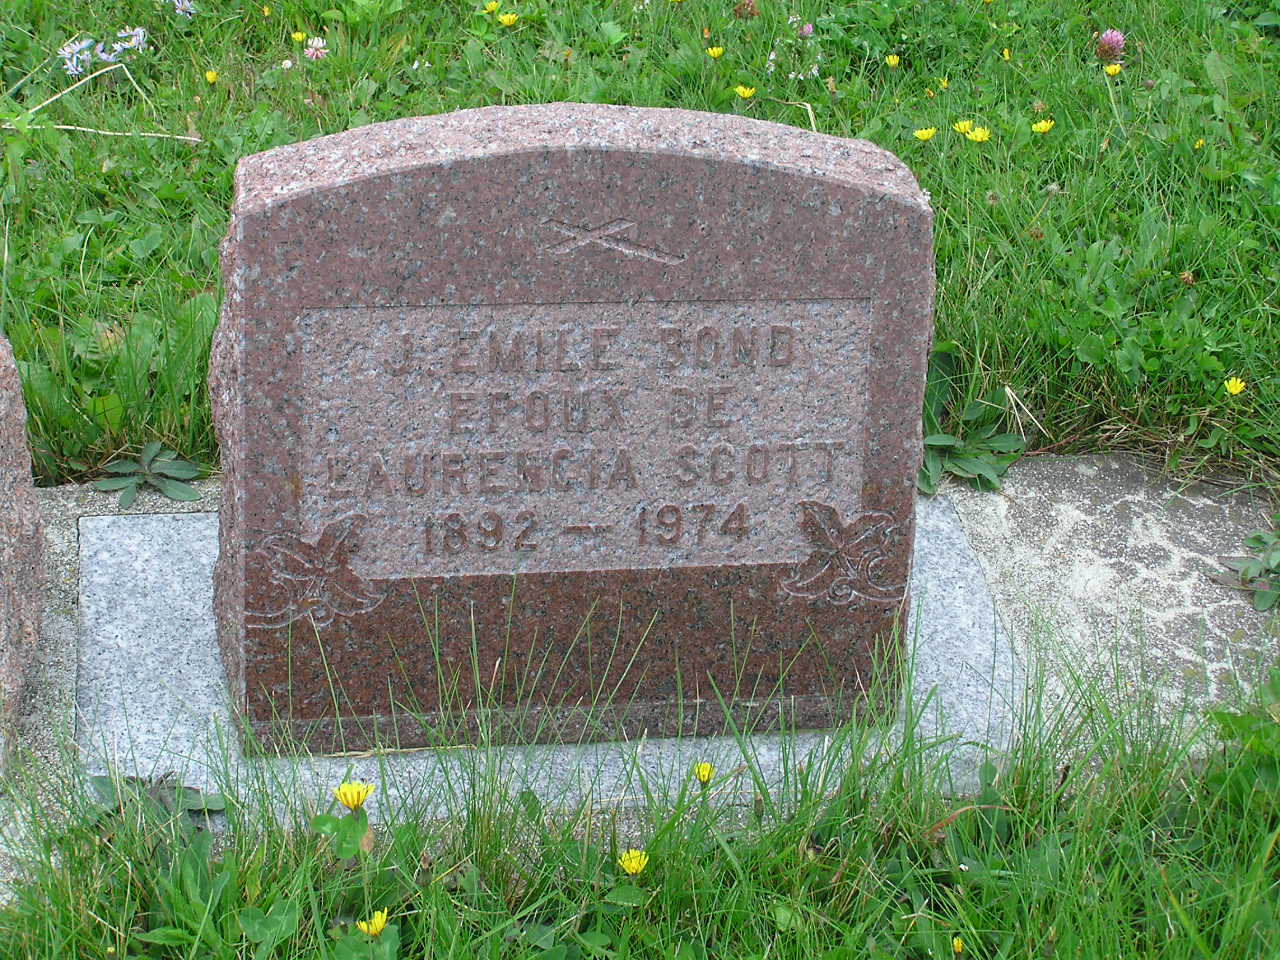 J. EMILE BOND
EPOUX DE
LAURENCIA SCOTT
1892 — 1974